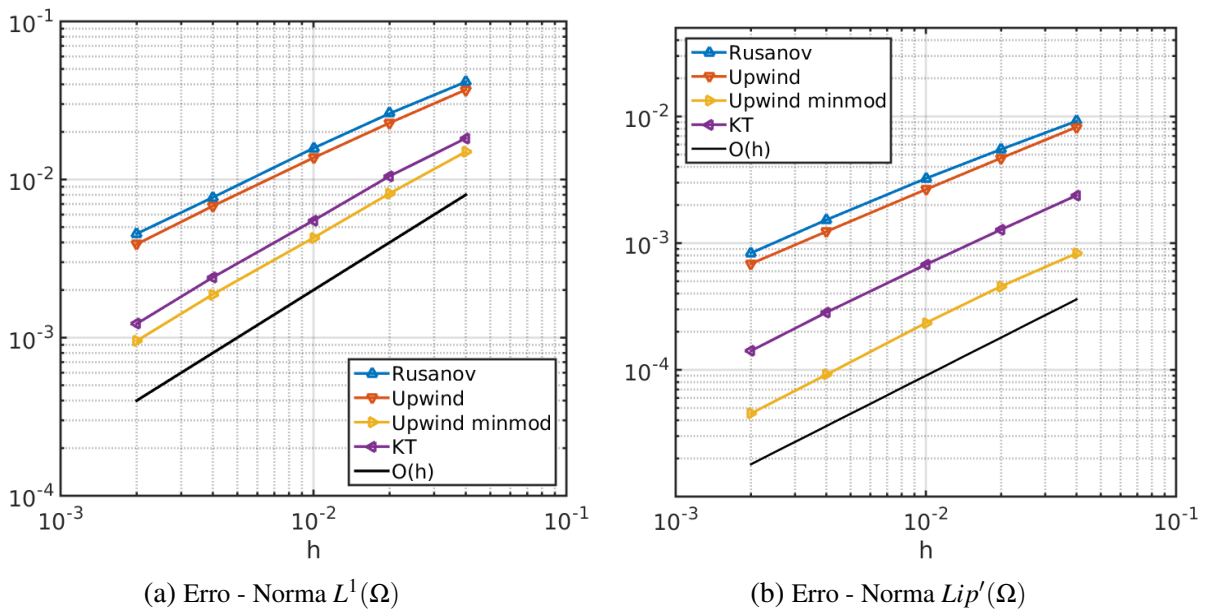 10^-1
10^-2
10^-3
10^-4
Rusanov
Upwind
Upwind minmod
KT
O(h)
10^-3
10^-2
10^-1
h
(a) Erro - Norma L^1(Ω)
10^-2
10^-3
10^-4
Rusanov
Upwind
Upwind minmod
KT
O(h)
10^-3
10^-2
10^-1
h
(b) Erro - Norma Lip′(Ω)